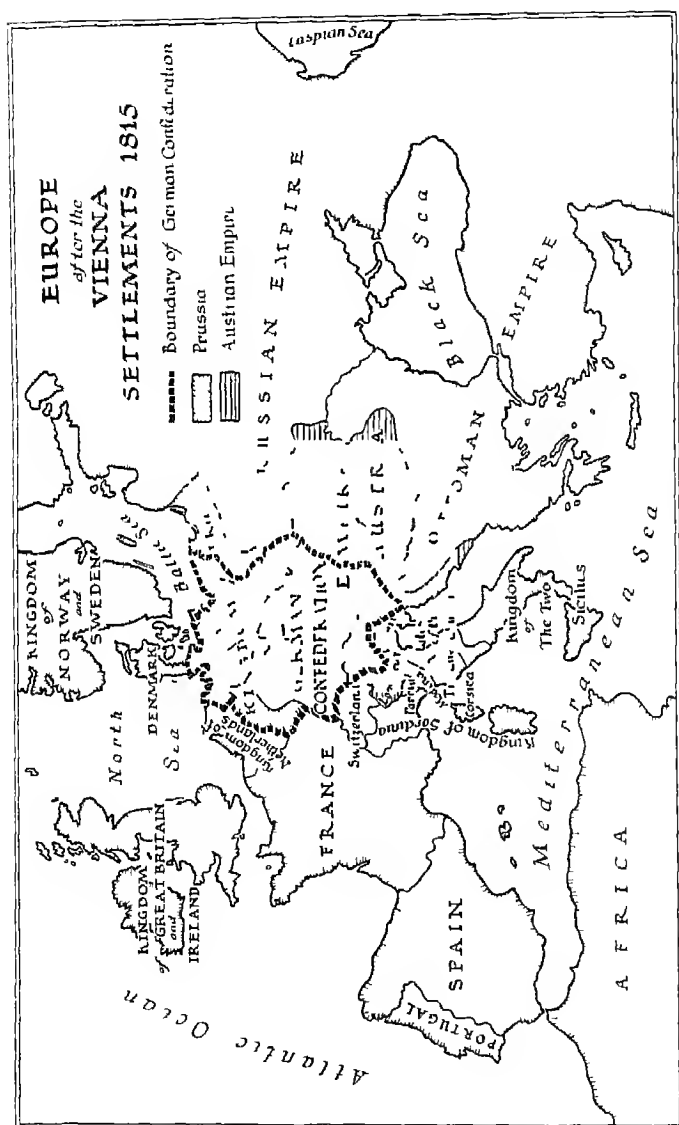 EUROPE
after the
VIENNA
SETTLEMENTS 1815
Boundary of German Confederation
Prussia
Austrian Empire
Caspian Sea
KINGDOM
of
NORWAY
and
SWEDEN
Baltic Sea
RUSSIAN EMPIRE
North
Sea
DENMARK
KINGDOM
of GREAT BRITAIN
and
IRELAND
Atlantic Ocean
Kingdom of
Netherlands
GERMAN
CONFEDERATION
FRANCE
Switzerland
Black Sea
OTTOMAN EMPIRE
Kingdom of Sardinia
Corsica
Kingdom
of
The Two
Sicilies
SPAIN
PORTUGAL
Mediterranean Sea
AFRICA